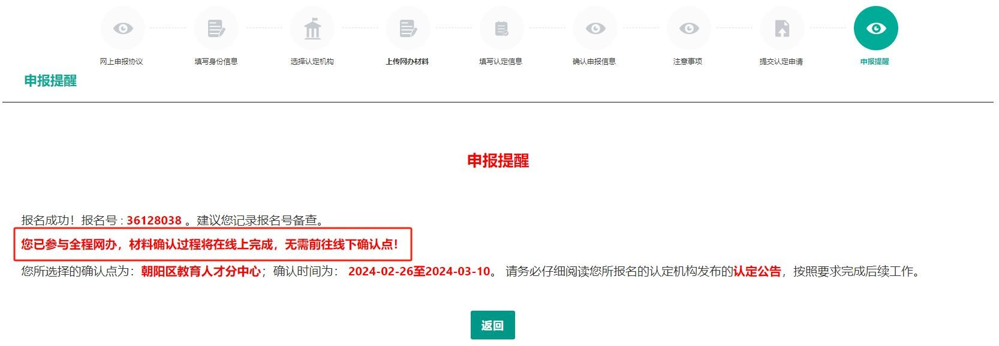 网上申报协议 填写身份信息 选择认定机构 上传网办材料 填写认定信息 确认申报信息 注意事项 提交认定申请 申报提醒
申报提醒
申报提醒
报名成功！报名号 : 36128038 。建议您记录报名号备查。
您已参与全程网办，材料确认过程将在线上完成，无需前往线下确认点！
您所选择的确认点为：朝阳区教育人才分中心；确认时间为： 2024-02-26至2024-03-10。 请务必仔细阅读您所报名的认定机构发布的认定公告，按照要求完成后续工作。
返回